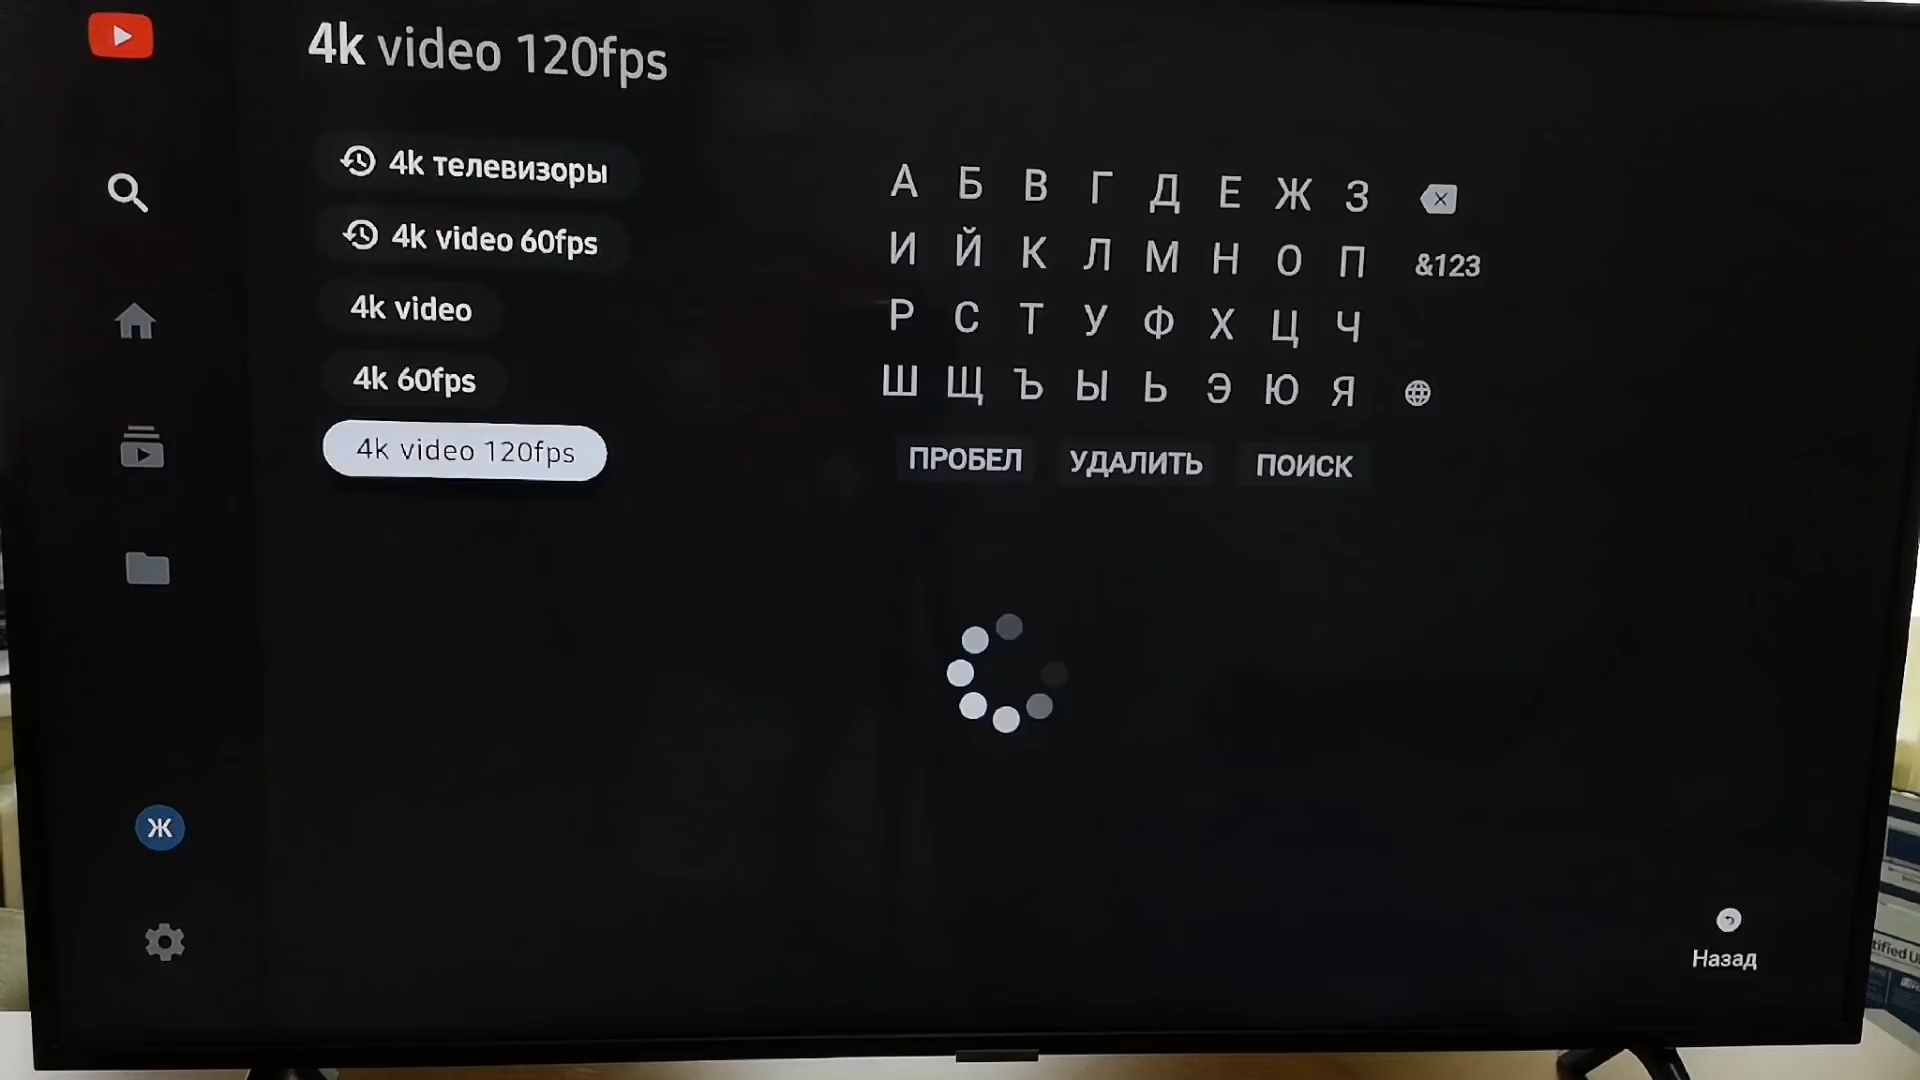 4k video 120fps
4k телевизоры
4k video 60fps
4k video
4k 60fps
4k video 120fps
А Б В Г Д Е Ж З
И Й К Л М Н О П &123
Р С Т У Ф Х Ц Ч
Ш Щ Ъ Ы Ь Э Ю Я
ПРОБЕЛ УДАЛИТЬ ПОИСК
Ж
Назад